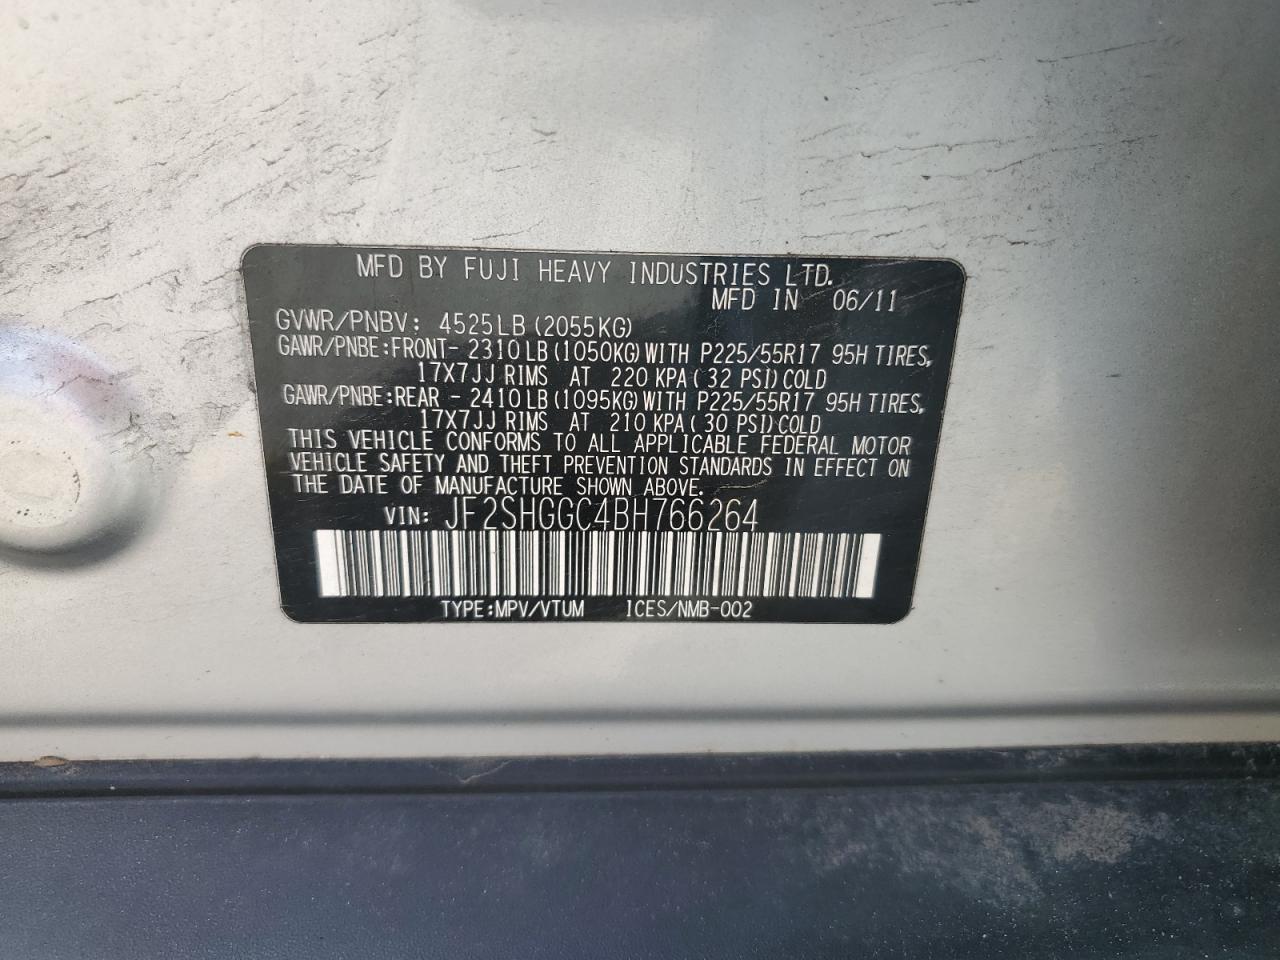 MFD BY FUJI HEAVY INDUSTRIES LTD.
MFD IN 06/11
GVWR/PNBV: 4525LB(2055KG)
GAWR/PNBE:FRONT- 2310LB(1050KG)WITH P225/55R17 95H TIRES,
17X7JJ RIMS AT 220 KPA( 32 PSI)COLD
GAWR/PNBE:REAR - 2410LB(1095KG)WITH P225/55R17 95H TIRES,
17X7JJ RIMS AT 210 KPA( 30 PSI)COLD
THIS VEHICLE CONFORMS TO ALL APPLICABLE FEDERAL MOTOR
VEHICLE SAFETY AND THEFT PREVENTION STANDARDS IN EFFECT ON
THE DATE OF MANUFACTURE SHOWN ABOVE.
VIN: JF2SHGGC4BH766264
TYPE:MPV/VTUM ICES/NMB-002